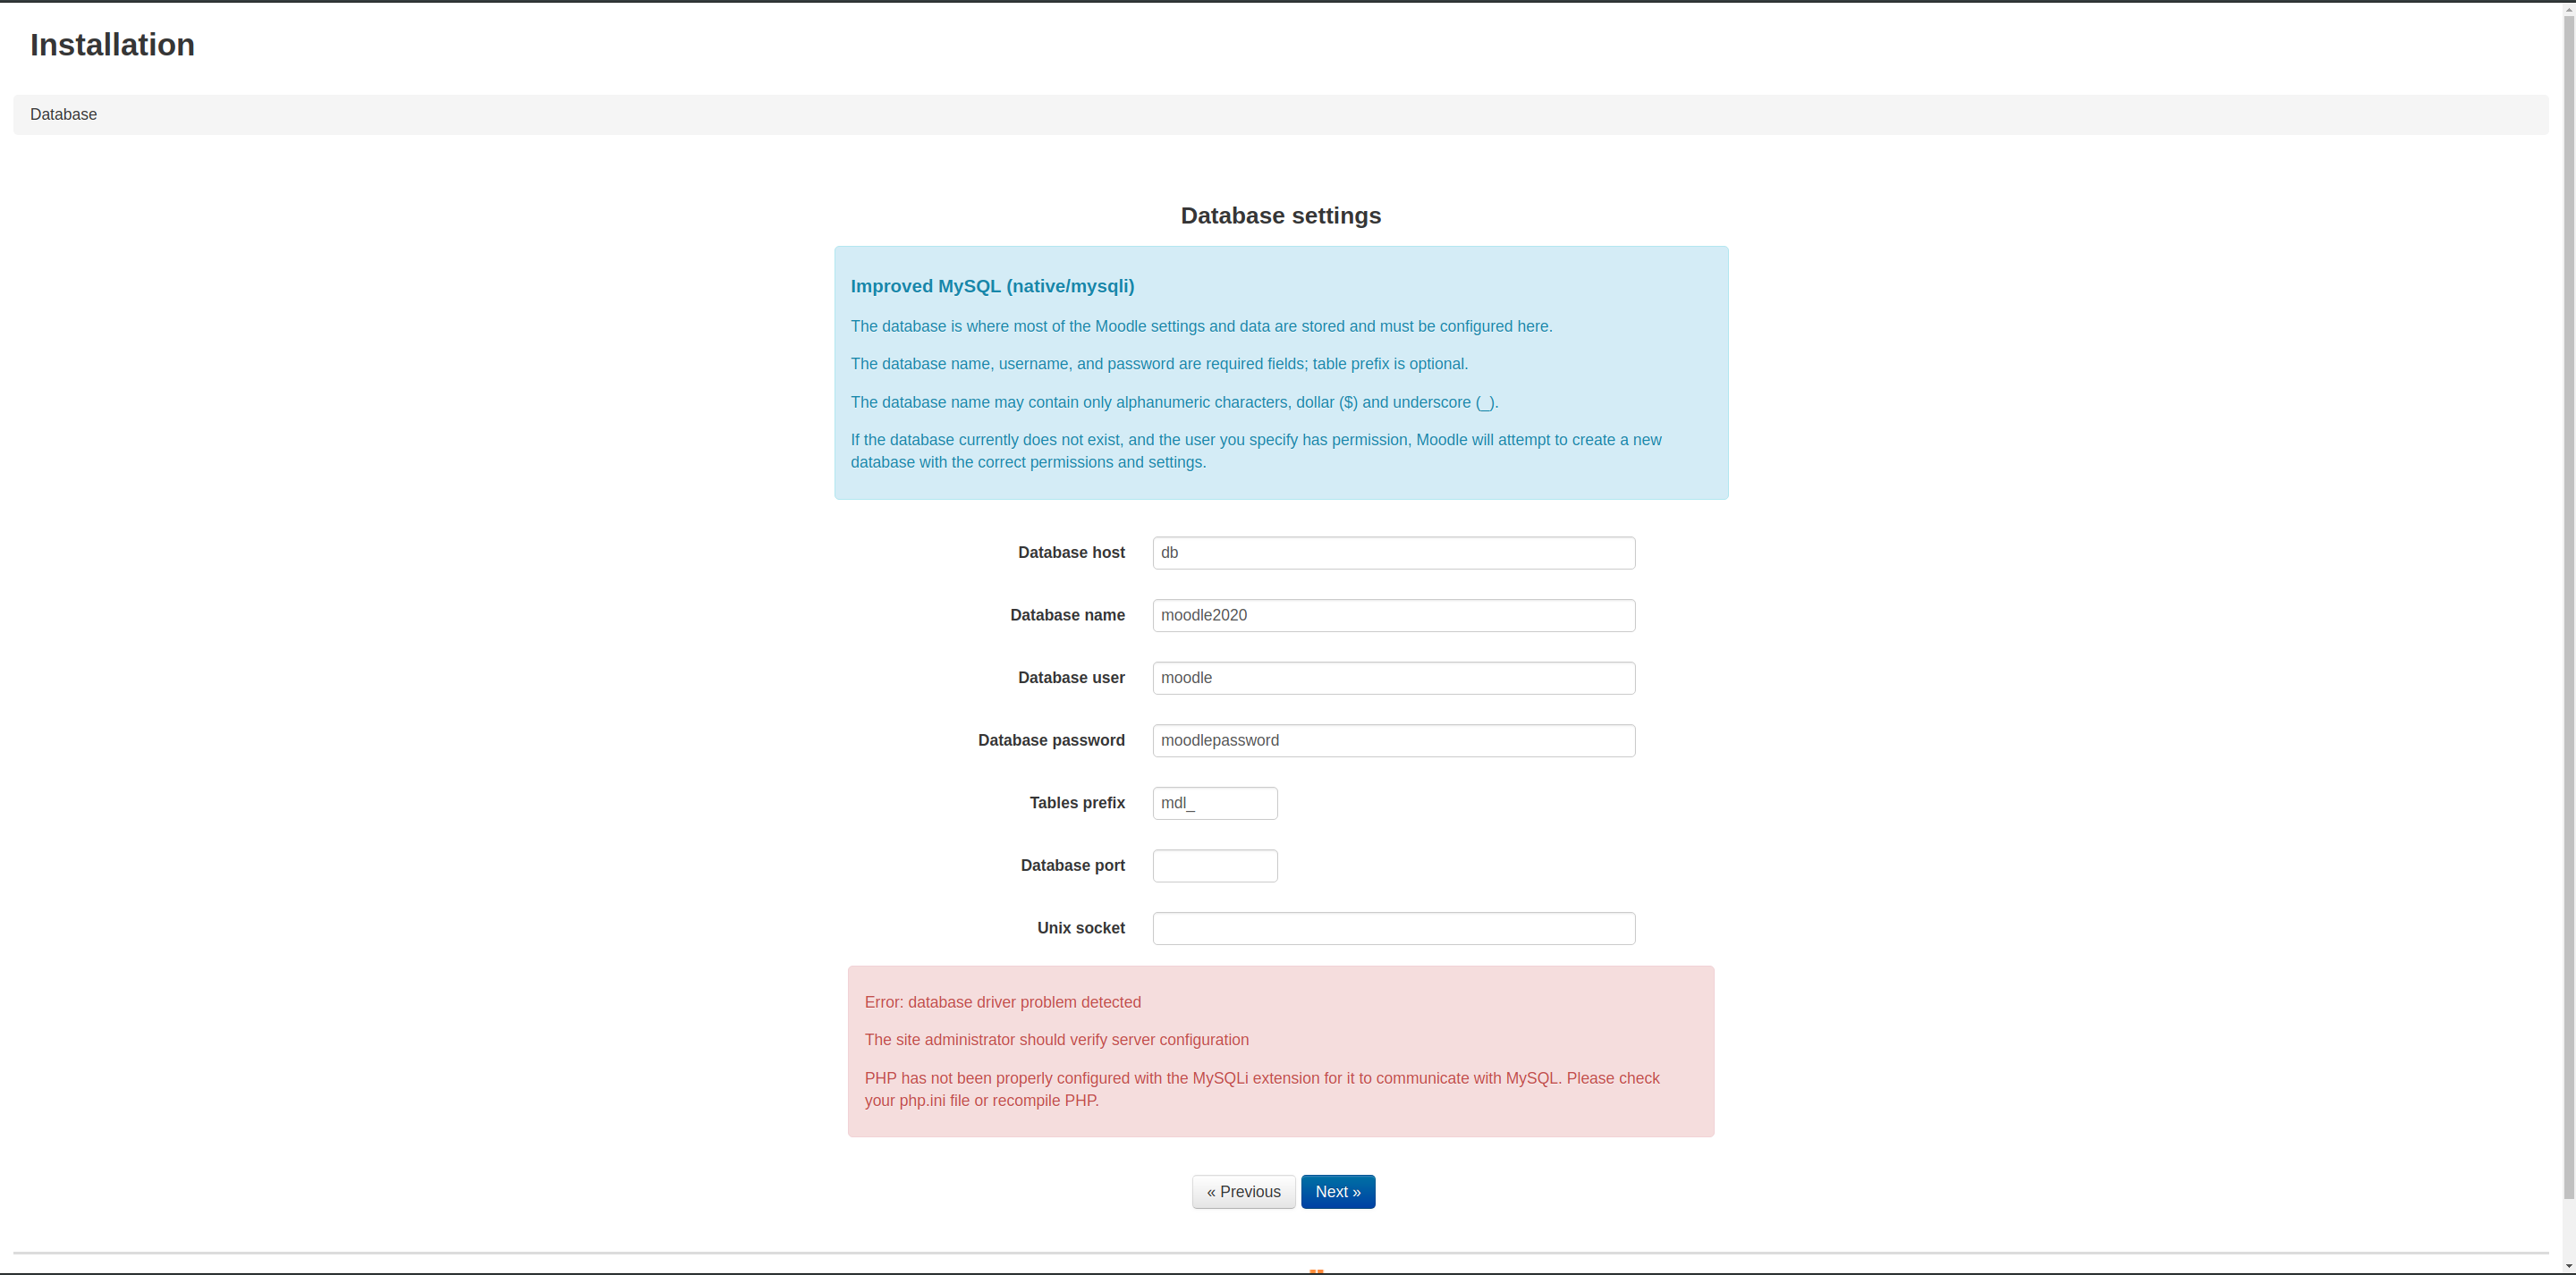 Installation
Database
Database settings
Improved MySQL (native/mysqli)
The database is where most of the Moodle settings and data are stored and must be configured here.
The database name, username, and password are required fields; table prefix is optional.
The database name may contain only alphanumeric characters, dollar ($) and underscore (_).
If the database currently does not exist, and the user you specify has permission, Moodle will attempt to create a new
database with the correct permissions and settings.
Database host db
Database name moodle2020
Database user moodle
Database password moodlepassword
Tables prefix mdl_
Database port
Unix socket
Error: database driver problem detected
The site administrator should verify server configuration
PHP has not been properly configured with the MySQLi extension for it to communicate with MySQL. Please check
your php.ini file or recompile PHP.
« Previous Next »